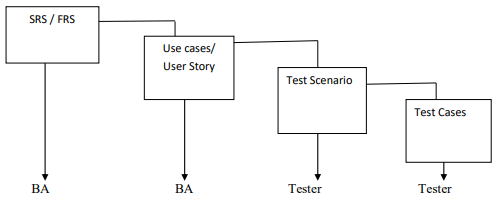 SRS / FRS
Use cases/
User Story
Test Scenario
Test Cases
BA
BA
Tester
Tester